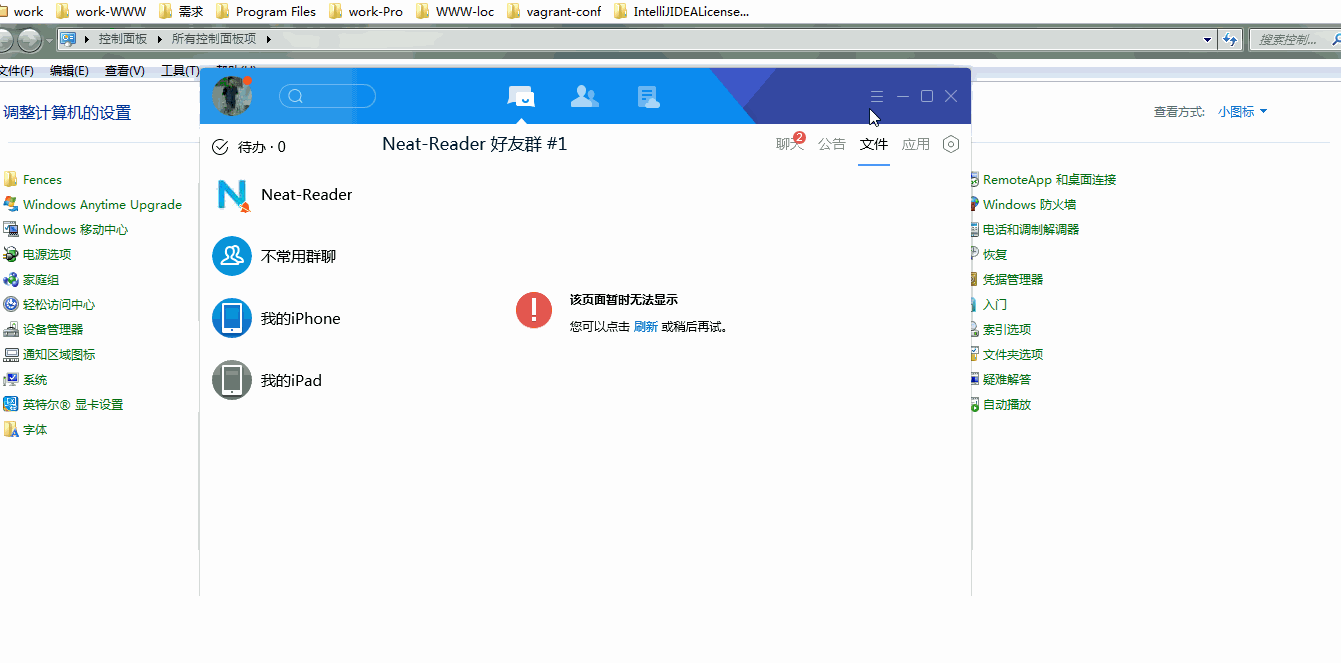 work work-WWW 需求 Program Files work-Pro WWW-loc vagrant-conf IntelliJIDEALicense...
控制面板 所有控制面板项 搜索控制...
文件(F) 编辑(E) 查看(V) 工具(T)
调整计算机的设置
查看方式: 小图标
待办 · 0
Neat-Reader 好友群 #1
聊天 2 公告 文件 应用
Fences
Windows Anytime Upgrade
Windows 移动中心
电源选项
家庭组
轻松访问中心
设备管理器
通知区域图标
系统
英特尔® 显卡设置
字体
Neat-Reader
不常用群聊
我的iPhone
我的iPad
该页面暂时无法显示
您可以点击 刷新 或稍后再试。
RemoteApp 和桌面连接
Windows 防火墙
电话和调制解调器
恢复
凭据管理器
入门
索引选项
文件夹选项
疑难解答
自动播放